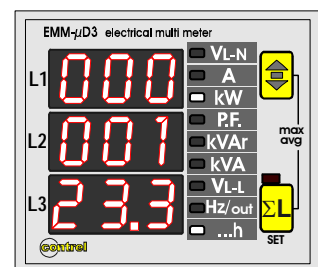 EMM-µD3 electrical multi meter
VL-N
L1 000 A
kW
P.F.
L2 001 kVAr
kVA
max
avg
VL-L
L3 23.3 Hz/out ΣL
...h
SET
contrel